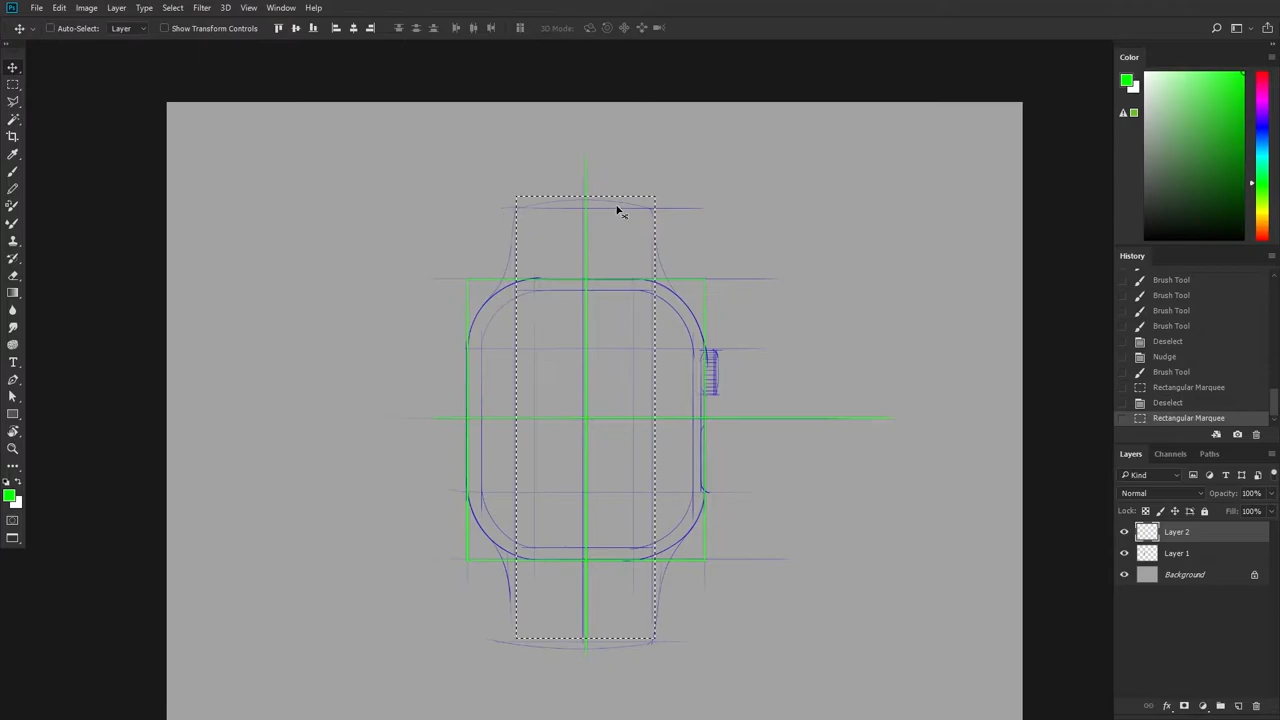 Ps File Edit Image Layer Type Select Filter 3D View Window Help
Auto-Select: Layer Show Transform Controls 3D Mode:
Color
History
Brush Tool
Brush Tool
Brush Tool
Brush Tool
Deselect
Nudge
Brush Tool
Rectangular Marquee
Deselect
Rectangular Marquee
Layers Channels Paths
Kind
Normal Opacity: 100%
Lock: Fill: 100%
Layer 2
Layer 1
Background